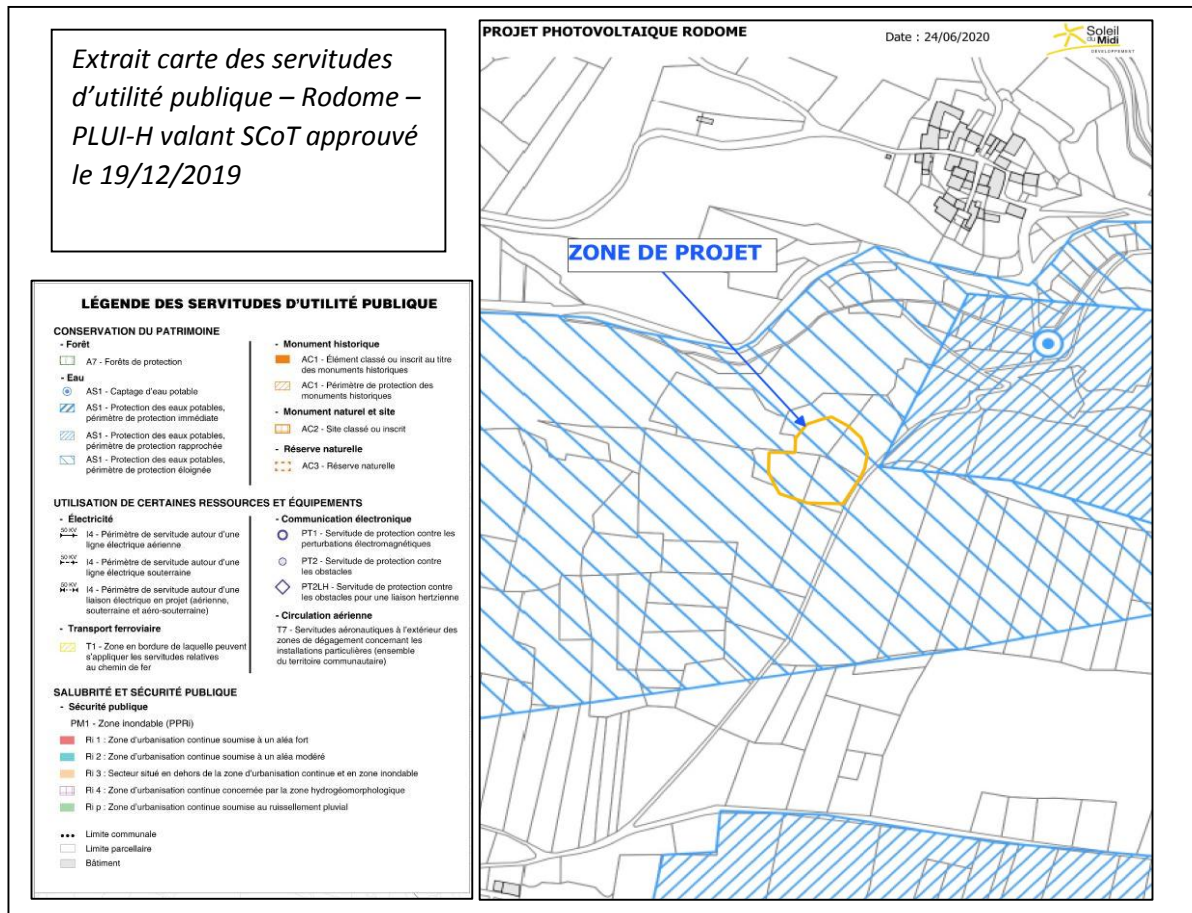 Extrait carte des servitudes
d'utilité publique – Rodome –
PLUI-H valant SCoT approuvé
le 19/12/2019
PROJET PHOTOVOLTAIQUE RODOME
Date : 24/06/2020
Soleil
du Midi
DÉVELOPPEMENT
ZONE DE PROJET
LÉGENDE DES SERVITUDES D'UTILITÉ PUBLIQUE
CONSERVATION DU PATRIMOINE
- Forêt
A7 - Forêts de protection
- Eau
AS1 - Captage d'eau potable
AS1 - Protection des eaux potables,
périmètre de protection immédiate
AS1 - Protection des eaux potables,
périmètre de protection rapprochée
AS1 - Protection des eaux potables,
périmètre de protection éloignée
- Monument historique
AC1 - Élément classé ou inscrit au titre
des monuments historiques
AC1 - Périmètre de protection des
monuments historiques
- Monument naturel et site
AC2 - Site classé ou inscrit
- Réserve naturelle
AC3 - Réserve naturelle
UTILISATION DE CERTAINES RESSOURCES ET ÉQUIPEMENTS
- Électricité
50 KV I4 - Périmètre de servitude autour d'une
ligne électrique aérienne
50 KV I4 - Périmètre de servitude autour d'une
ligne électrique souterraine
50 KV I4 - Périmètre de servitude autour d'une
liaison électrique en projet (aérienne,
souterraine et aéro-souterraine)
- Transport ferroviaire
T1 - Zone en bordure de laquelle peuvent
s'appliquer les servitudes relatives
au chemin de fer
- Communication électronique
PT1 - Servitude de protection contre les
perturbations électromagnétiques
PT2 - Servitude de protection contre
les obstacles
PT2LH - Servitude de protection contre
les obstacles pour une liaison hertzienne
- Circulation aérienne
T7 - Servitudes aéronautiques à l'extérieur des
zones de dégagement concernant les
installations particulières (ensemble
du territoire communautaire)
SALUBRITÉ ET SÉCURITÉ PUBLIQUE
- Sécurité publique
PM1 - Zone inondable (PPRi)
Ri 1 : Zone d'urbanisation continue soumise à un aléa fort
Ri 2 : Zone d'urbanisation continue soumise à un aléa modéré
Ri 3 : Secteur situé en dehors de la zone d'urbanisation continue et en zone inondable
Ri 4 : Zone d'urbanisation continue concernée par la zone hydrogéomorphologique
Ri p : Zone d'urbanisation continue soumise au ruissellement pluvial
Limite communale
Limite parcellaire
Bâtiment